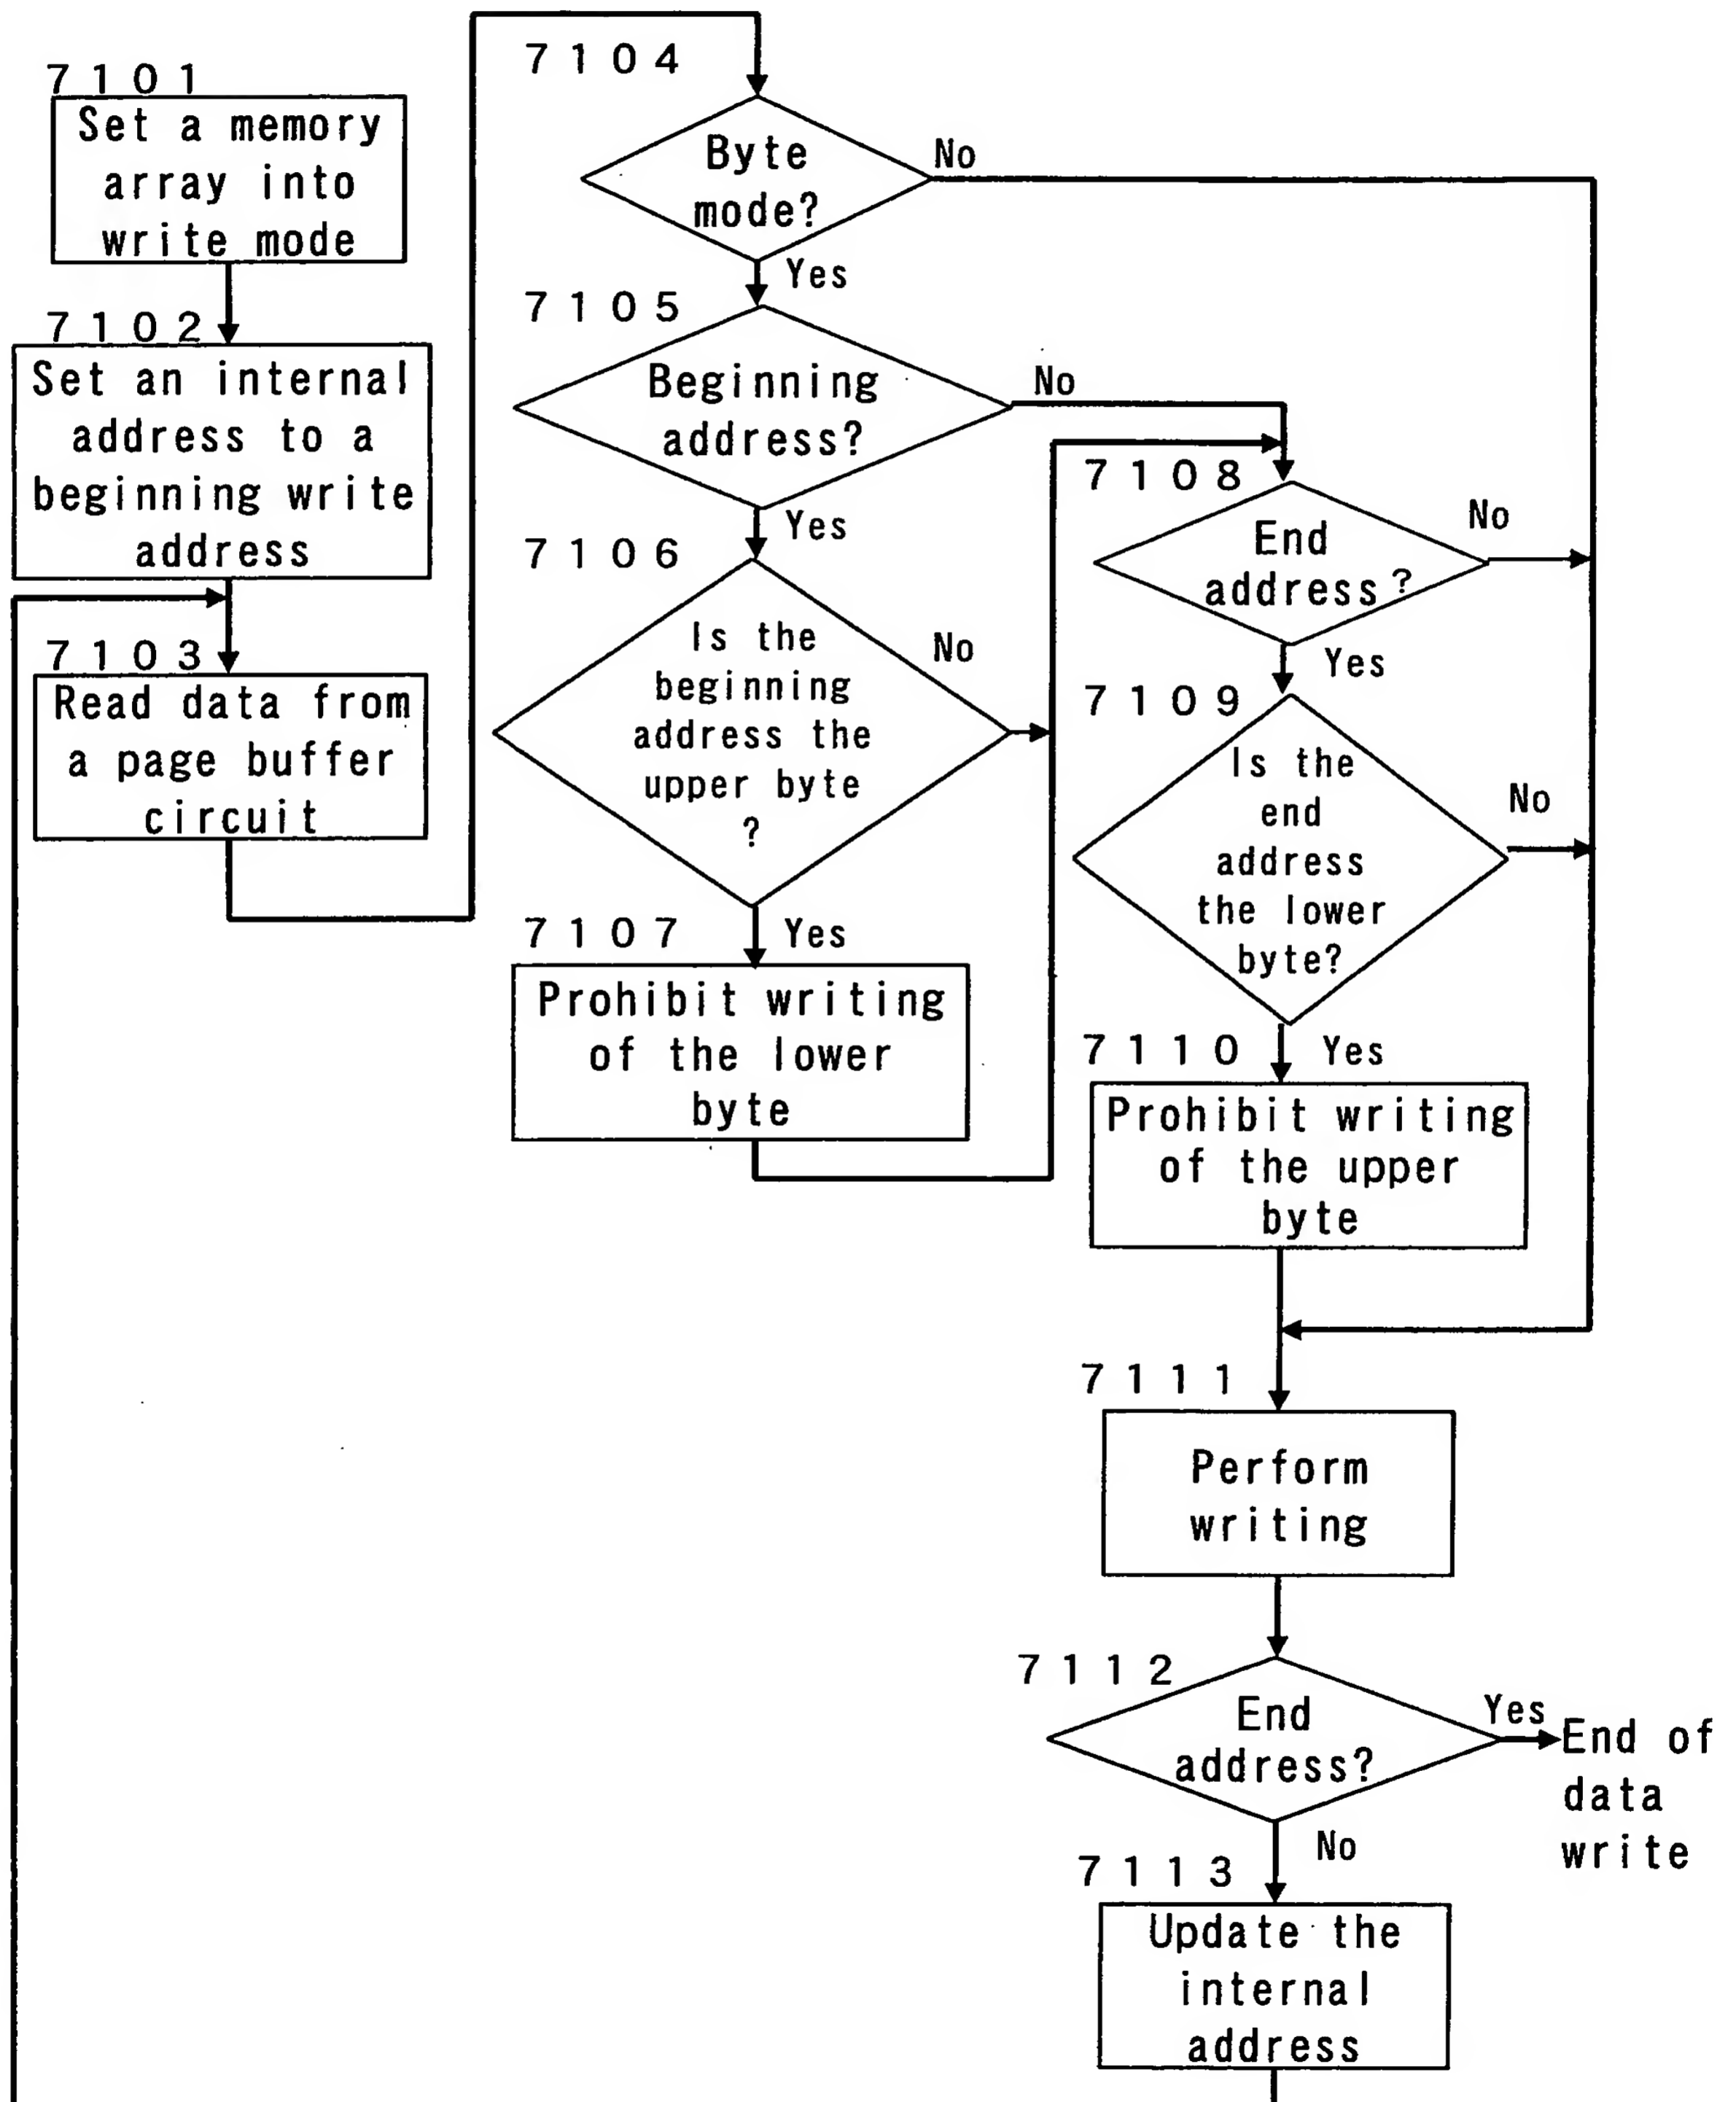 7101
Set a memory
array into
write mode
7102
Set an internal
address to a
beginning write
address
7103
Read data from
a page buffer
circuit
7104
Byte
mode?
No
Yes
7105
Beginning
address?
No
Yes
7106
Is the
beginning
address the
upper byte
?
No
Yes
7107
Prohibit writing
of the lower
byte
7108
End
address?
No
Yes
7109
Is the
end
address
the lower
byte?
No
Yes
7110
Prohibit writing
of the upper
byte
7111
Perform
writing
7112
End
address?
Yes
End of
data
write
No
7113
Update the
internal
address